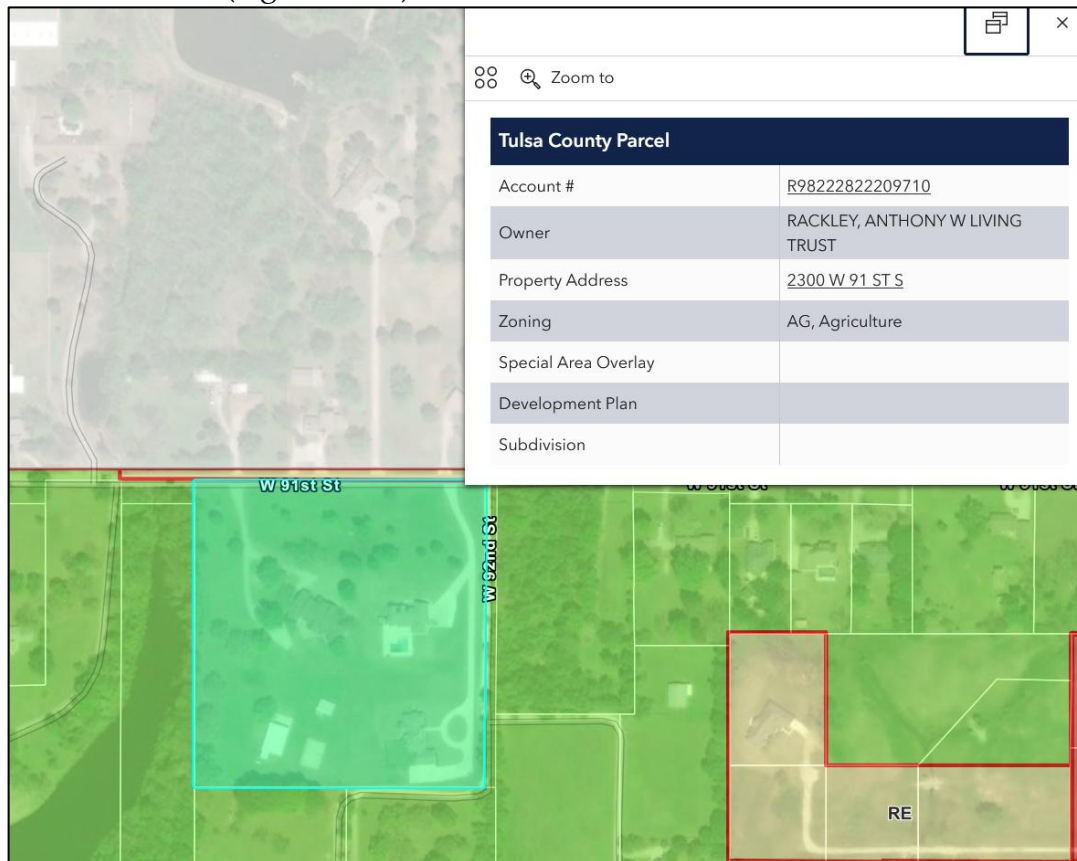 Zoom to
Tulsa County Parcel
Account # R98222822209710
Owner RACKLEY, ANTHONY W LIVING
TRUST
Property Address 2300 W 91 ST S
Zoning AG, Agriculture
Special Area Overlay
Development Plan
Subdivision
W 91st St
W 92nd St
RE